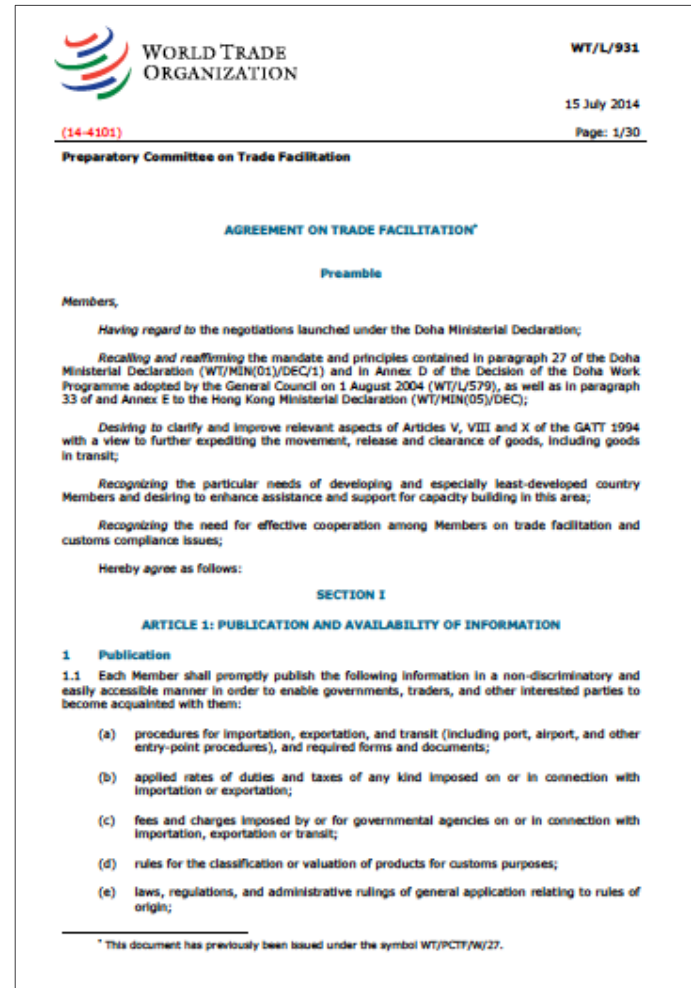 WORLD TRADE
ORGANIZATION
WT/L/931
15 July 2014
(14-4101)
Page: 1/30
Preparatory Committee on Trade Facilitation
AGREEMENT ON TRADE FACILITATION*
Preamble
Members,
Having regard to the negotiations launched under the Doha Ministerial Declaration;
Recalling and reaffirming the mandate and principles contained in paragraph 27 of the Doha
Ministerial Declaration (WT/MIN(01)/DEC/1) and in Annex D of the Decision of the Doha Work
Programme adopted by the General Council on 1 August 2004 (WT/L/579), as well as in paragraph
33 of and Annex E to the Hong Kong Ministerial Declaration (WT/MIN(05)/DEC);
Desiring to clarify and improve relevant aspects of Articles V, VIII and X of the GATT 1994
with a view to further expediting the movement, release and clearance of goods, including goods
in transit;
Recognizing the particular needs of developing and especially least-developed country
Members and desiring to enhance assistance and support for capacity building in this area;
Recognizing the need for effective cooperation among Members on trade facilitation and
customs compliance issues;
Hereby agree as follows:
SECTION I
ARTICLE 1: PUBLICATION AND AVAILABILITY OF INFORMATION
1 Publication
1.1 Each Member shall promptly publish the following information in a non-discriminatory and
easily accessible manner in order to enable governments, traders, and other interested parties to
become acquainted with them:
(a) procedures for importation, exportation, and transit (including port, airport, and other
entry-point procedures), and required forms and documents;
(b) applied rates of duties and taxes of any kind imposed on or in connection with
importation or exportation;
(c) fees and charges imposed by or for governmental agencies on or in connection with
importation, exportation or transit;
(d) rules for the classification or valuation of products for customs purposes;
(e) laws, regulations, and administrative rulings of general application relating to rules of
origin;
* This document has previously been issued under the symbol WT/PCTF/W/27.